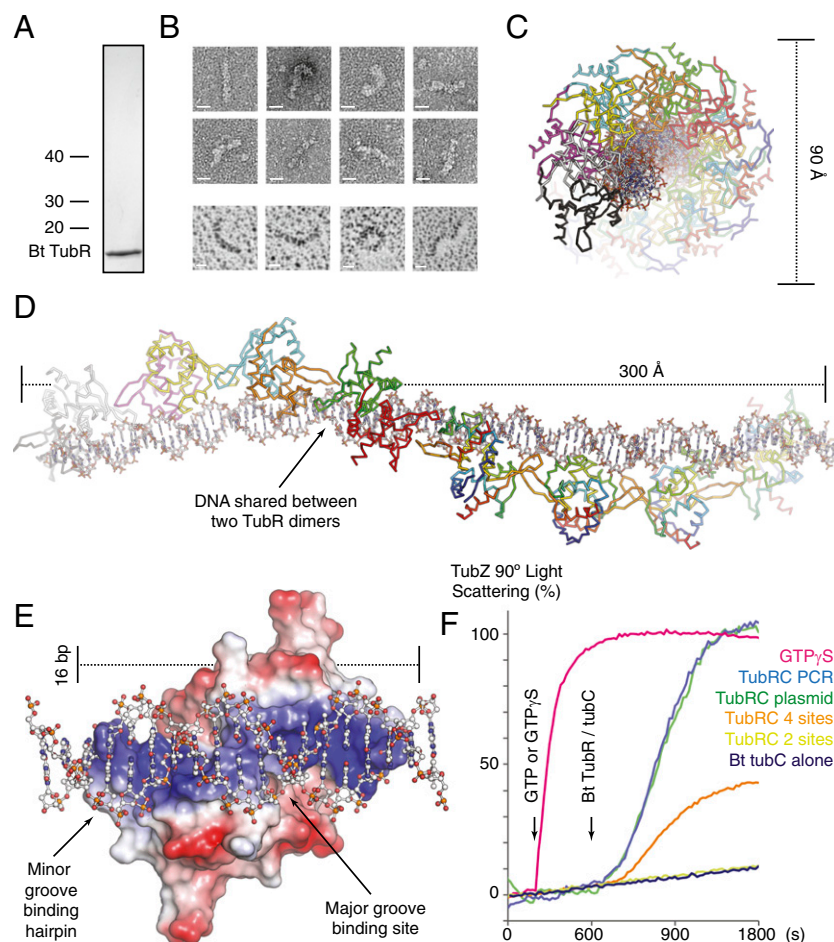 A
40
30
20
Bt TubR
B
C
90 Å
D
300 Å
DNA shared between
two TubR dimers
E
16 bp
Minor
groove
binding
hairpin
Major groove
binding site
TubZ 90º Light
Scattering (%)
F
100
50
0
GTP or GTPγS
Bt TubR / tubC
GTPγS
TubRC PCR
TubRC plasmid
TubRC 4 sites
TubRC 2 sites
Bt tubC alone
0 600 900 1800 (s)